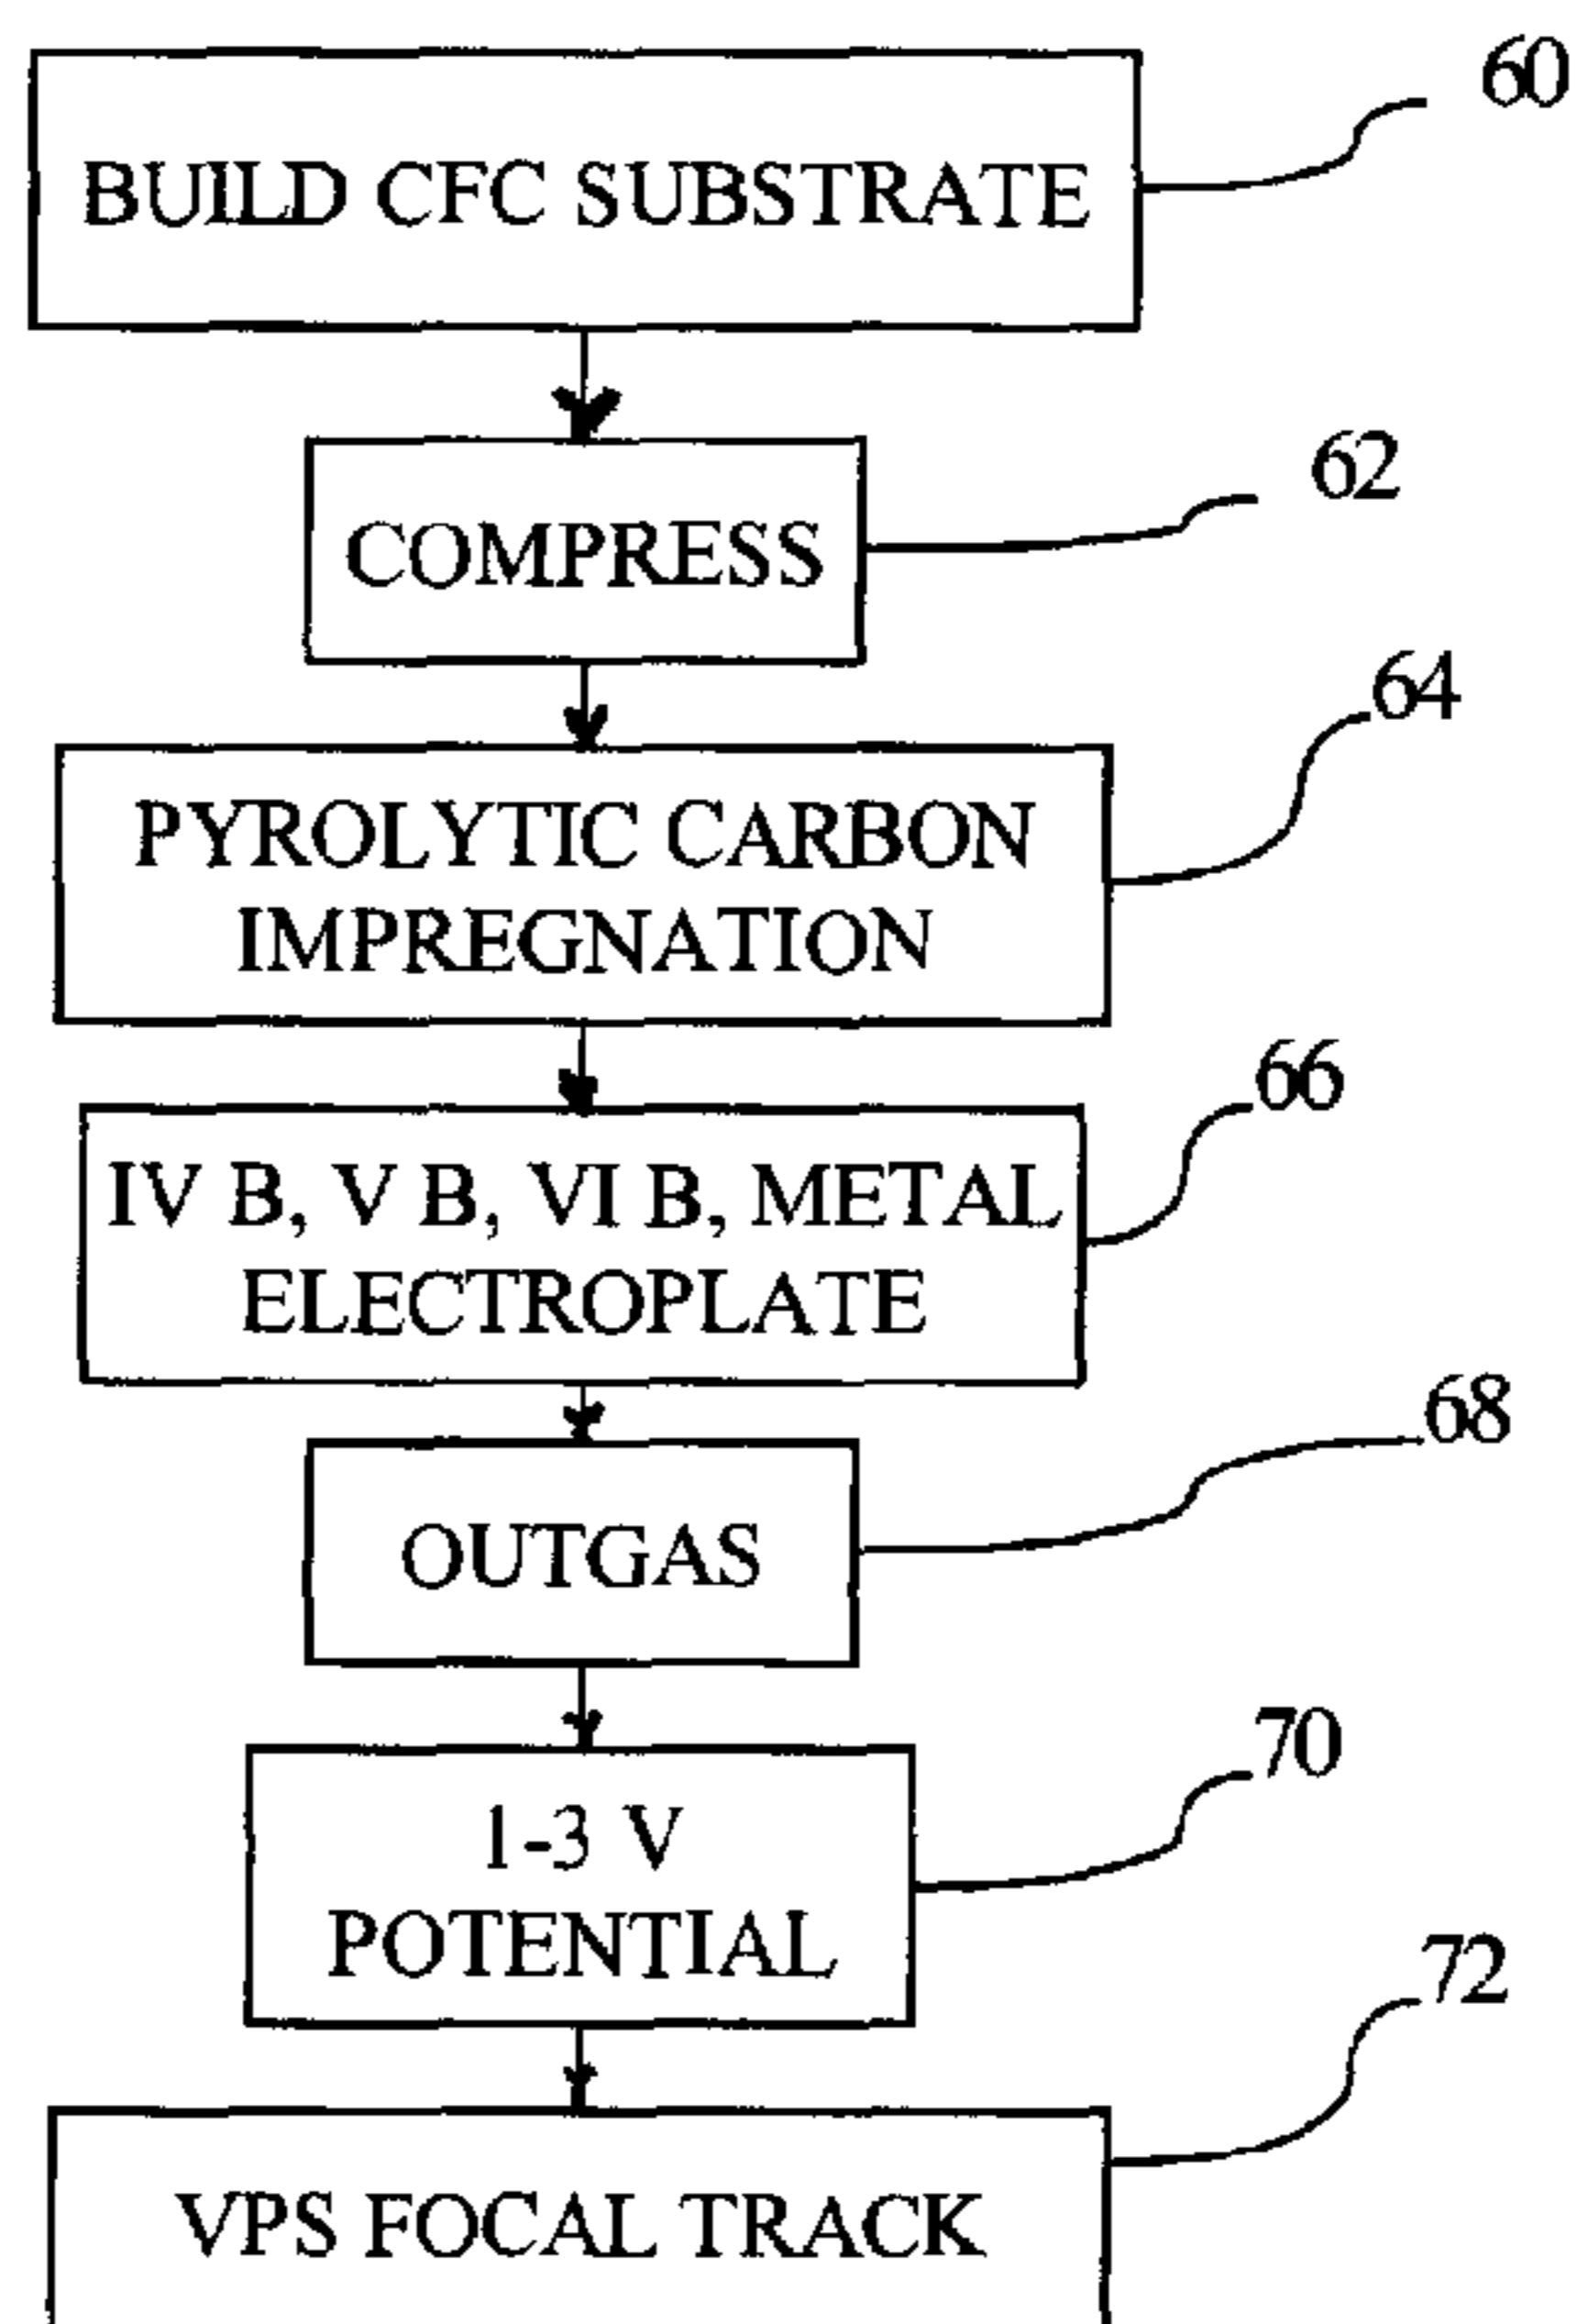 60
BUILD CFC SUBSTRATE
62
COMPRESS
64
PYROLYTIC CARBON
IMPREGNATION
66
IV B, V B, VI B, METAL
ELECTROPLATE
68
OUTGAS
70
1-3 V
POTENTIAL
72
VPS FOCAL TRACK